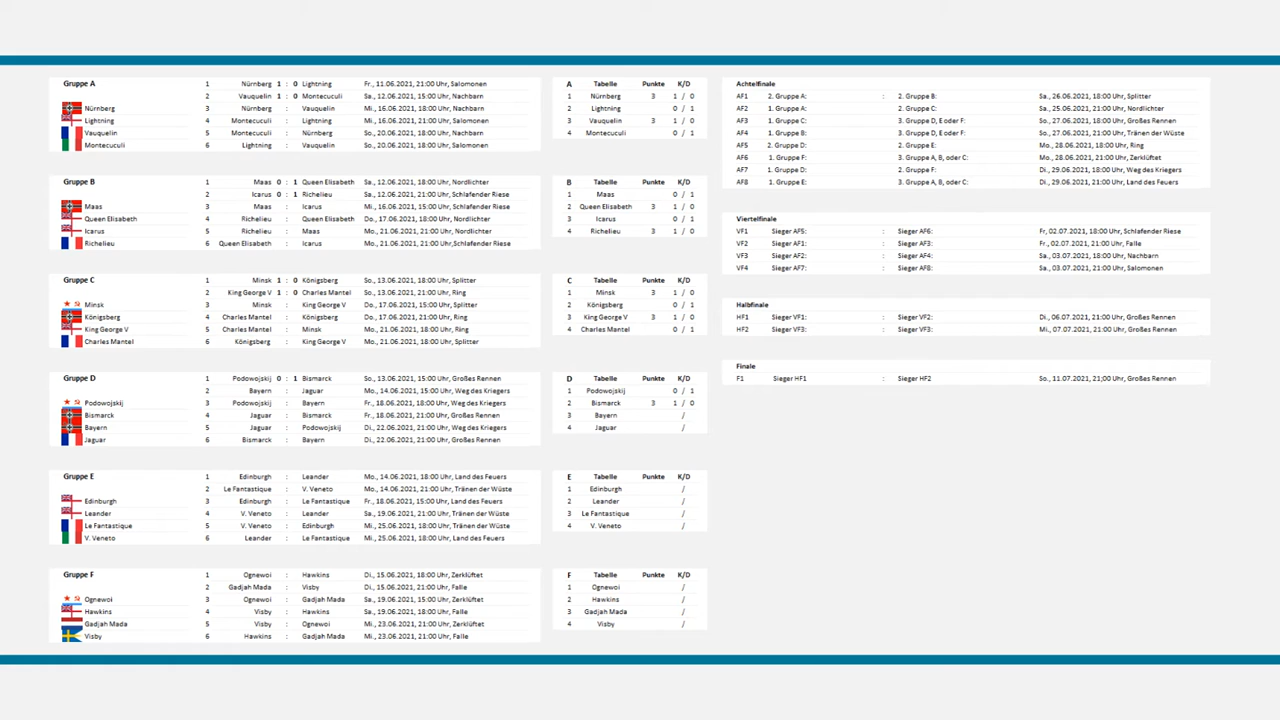 Gruppe A
1 Nürnberg 1 : 0 Lightning Fr., 11.06.2021, 21:00 Uhr, Salomonen
2 Vauquelin 1 : 0 Montecuculi Sa., 12.06.2021, 15:00 Uhr, Nachbarn
Nürnberg 3 Nürnberg : Vauquelin Mi., 16.06.2021, 18:00 Uhr, Nachbarn
Lightning 4 Montecuculi : Lightning Mi., 16.06.2021, 21:00 Uhr, Salomonen
Vauquelin 5 Montecuculi : Nürnberg So., 20.06.2021, 18:00 Uhr, Nachbarn
Montecuculi 6 Lightning : Vauquelin So., 20.06.2021, 18:00 Uhr, Salomonen
Gruppe B 1 Maas 0 : 1 Queen Elisabeth Sa., 12.06.2021, 18:00 Uhr, Nordlichter
2 Icarus 0 : 1 Richelieu Sa., 12.06.2021, 21:00 Uhr, Schlafender Riese
Maas 3 Maas : Icarus Mi., 16.06.2021, 15:00 Uhr, Schlafender Riese
Queen Elisabeth 4 Richelieu : Queen Elisabeth Do., 17.06.2021, 18:00 Uhr, Nordlichter
Icarus 5 Richelieu : Maas Mo., 21.06.2021, 21:00 Uhr, Nordlichter
Richelieu 6 Queen Elisabeth : Icarus Mo., 21.06.2021, 21:00 Uhr,Schlafender Riese
Gruppe C 1 Minsk 1 : 0 Königsberg So., 13.06.2021, 18:00 Uhr, Splitter
2 King George V 1 : 0 Charles Mantel So., 13.06.2021, 21:00 Uhr, Ring
Minsk 3 Minsk : King George V Do., 17.06.2021, 15:00 Uhr, Splitter
Königsberg 4 Charles Mantel : Königsberg Do., 17.06.2021, 21:00 Uhr, Ring
King George V 5 Charles Mantel : Minsk Mo., 21.06.2021, 18:00 Uhr, Ring
Charles Mantel 6 Königsberg : King George V Mo., 21.06.2021, 18:00 Uhr, Splitter
Gruppe D 1 Podowojskij 0 : 1 Bismarck So., 13.06.2021, 15:00 Uhr, Großes Rennen
2 Bayern : Jaguar Mo., 14.06.2021, 15:00 Uhr, Weg des Kriegers
Podowojskij 3 Podowojskij : Bayern Fr., 18.06.2021, 18:00 Uhr, Weg des Kriegers
Bismarck 4 Jaguar : Bismarck Fr., 18.06.2021, 21:00 Uhr, Großes Rennen
Bayern 5 Jaguar : Podowojskij Di., 22.06.2021, 21:00 Uhr, Weg des Kriegers
Jaguar 6 Bismarck : Bayern Di., 22.06.2021, 21:00 Uhr, Großes Rennen
Gruppe E 1 Edinburgh : Leander Mo., 14.06.2021, 18:00 Uhr, Land des Feuers
2 Le Fantastique : V. Veneto Mo., 14.06.2021, 21:00 Uhr, Tränen der Wüste
Edinburgh 3 Edinburgh : Le Fantastique Fr., 18.06.2021, 15:00 Uhr, Land des Feuers
Leander 4 V. Veneto : Leander Sa., 19.06.2021, 21:00 Uhr, Tränen der Wüste
Le Fantastique 5 V. Veneto : Edinburgh Mi., 25.06.2021, 18:00 Uhr, Tränen der Wüste
V. Veneto 6 Leander : Le Fantastique Mi., 25.06.2021, 18:00 Uhr, Land des Feuers
Gruppe F 1 Ognewoi : Hawkins Di., 15.06.2021, 18:00 Uhr, Zerklüftet
2 Gadjah Mada : Visby Di., 15.06.2021, 21:00 Uhr, Falle
Ognewoi 3 Ognewoi : Gadjah Mada Sa., 19.06.2021, 15:00 Uhr, Zerklüftet
Hawkins 4 Visby : Hawkins Sa., 19.06.2021, 18:00 Uhr, Falle
Gadjah Mada 5 Visby : Ognewoi Mi., 23.06.2021, 21:00 Uhr, Zerklüftet
Visby 6 Hawkins : Gadjah Mada Mi., 23.06.2021, 21:00 Uhr, Falle
A Tabelle Punkte K/D
1 Nürnberg 3 1 / 0
2 Lightning 0 / 1
3 Vauquelin 3 1 / 0
4 Montecuculi 0 / 1
B Tabelle Punkte K/D
1 Maas 0 / 1
2 Queen Elisabeth 3 1 / 0
3 Icarus 0 / 1
4 Richelieu 3 1 / 0
C Tabelle Punkte K/D
1 Minsk 3 1 / 0
2 Königsberg 0 / 1
3 King George V 3 1 / 0
4 Charles Mantel 0 / 1
D Tabelle Punkte K/D
1 Podowojskij 0 / 1
2 Bismarck 3 1 / 0
3 Bayern /
4 Jaguar /
E Tabelle Punkte K/D
1 Edinburgh /
2 Leander /
3 Le Fantastique /
4 V. Veneto /
F Tabelle Punkte K/D
1 Ognewoi /
2 Hawkins /
3 Gadjah Mada /
4 Visby /
Achtelfinale
AF1 2. Gruppe A: : 2. Gruppe B: Sa., 26.06.2021, 18:00 Uhr, Splitter
AF2 1. Gruppe A: 2. Gruppe C: Sa., 25.06.2021, 21:00 Uhr, Nordlichter
AF3 1. Gruppe C: 3. Gruppe D, E oder F: So., 27.06.2021, 18:00 Uhr, Großes Rennen
AF4 1. Gruppe B: 3. Gruppe D, E oder F: So., 27.06.2021, 21:00 Uhr, Tränen der Wüste
AF5 2. Gruppe D: 2. Gruppe E: Mo., 28.06.2021, 18:00 Uhr, Ring
AF6 1. Gruppe F: 3. Gruppe A, B, oder C: Mo., 28.06.2021, 21:00 Uhr, Zerklüftet
AF7 1. Gruppe D: 2. Gruppe F: Di., 29.06.2021, 18:00 Uhr, Weg des Kriegers
AF8 1. Gruppe E: 3. Gruppe A, B, oder C: Di., 29.06.2021, 21:00 Uhr, Land des Feuers
Viertelfinale
VF1 Sieger AF5: : Sieger AF6: Fr, 02.07.2021, 18:00 Uhr, Schlafender Riese
VF2 Sieger AF1: : Sieger AF3: Fr., 02.07.2021, 21:00 Uhr, Falle
VF3 Sieger AF2: : Sieger AF4: Sa., 03.07.2021, 18:00 Uhr, Nachbarn
VF4 Sieger AF7: : Sieger AF8: Sa., 03.07.2021, 21:00 Uhr, Salomonen
Halbfinale
HF1 Sieger VF1: : Sieger VF2: Di, 06.07.2021, 21:00 Uhr, Großes Rennen
HF2 Sieger VF3: : Sieger VF3: Mi, 07.07.2021, 21:00 Uhr, Großes Rennen
Finale
F1 Sieger HF1 : Sieger HF2 So., 11.07.2021, 21;00 Uhr, Großes Rennen